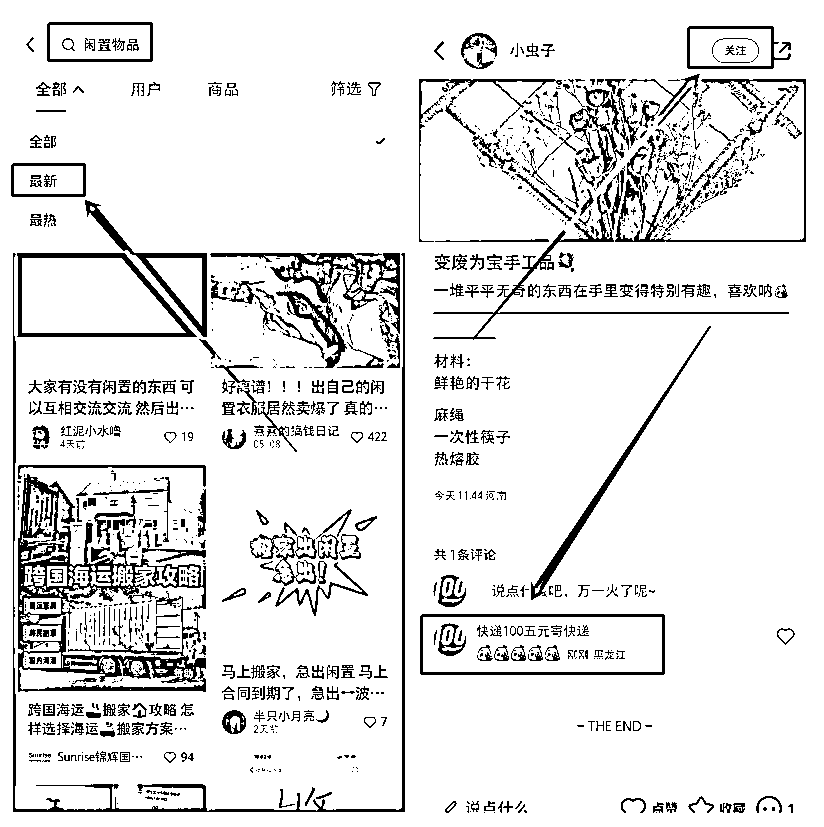 闲置物品
全部
用户
商品
筛选
全部
最新
最热
大家有没有闲置的东西 可
以互相交流交流 然后出…
红泥小水噜
4天前
19
好离谱！！！出自己的闲
置衣服居然卖爆了 真的…
熹熹的搞钱日记
05-08
422
跨国海运搬家攻略
跨国海运🚢搬家🏠攻略 怎
样选择海运🚢搬家方案…
Sunrise锦辉国…
94
马上搬家，急出闲置 马上
合同到期了，急出一波…
半只小月亮🌙
2天前
7
小虫子
关注
变废为宝手工品
一堆平平无奇的东西在手里变得特别有趣，喜欢呐
材料：
鲜艳的干花
麻绳
一次性筷子
热熔胶
今天 11:44 河南
共 1条评论
说点什么吧，万一火了呢~
快递100五元寄快递
黑龙江
- THE END -
说点什么
点赞
收藏
1